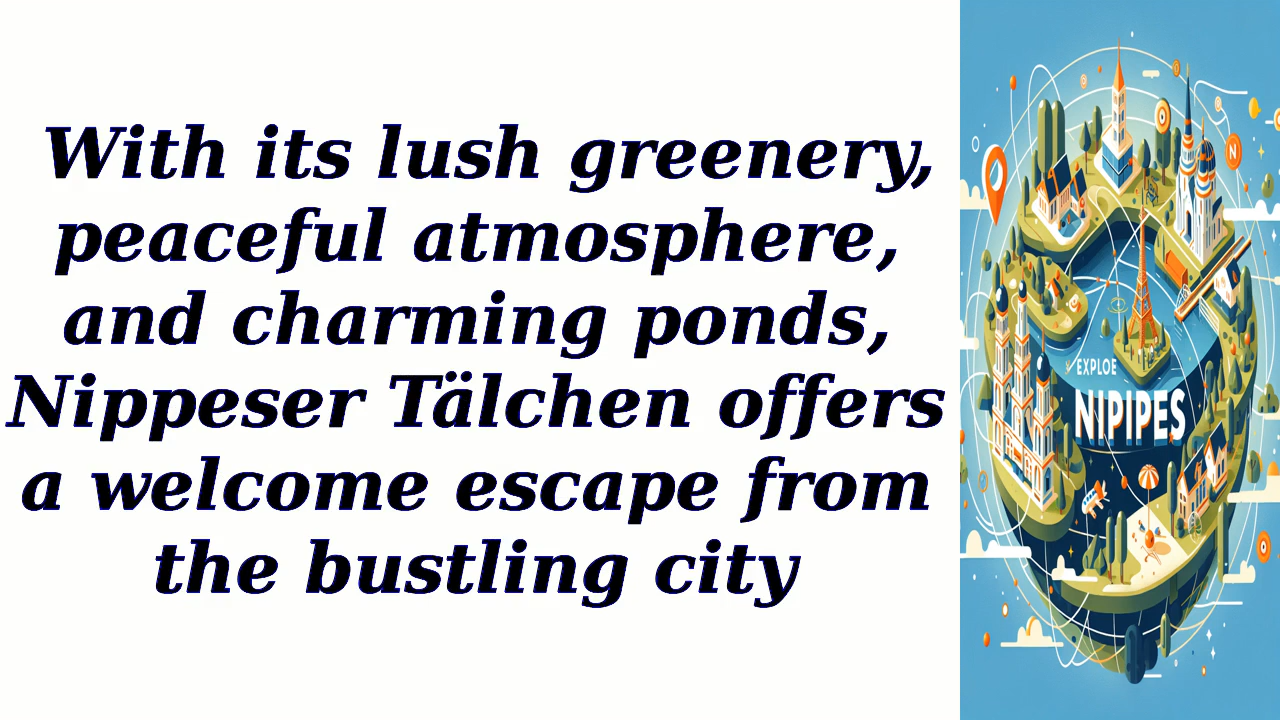 With its lush greenery,
peaceful atmosphere,
and charming ponds,
Nippeser Tälchen offers
a welcome escape from
the bustling city
N
EXPLOE
NIPIPES